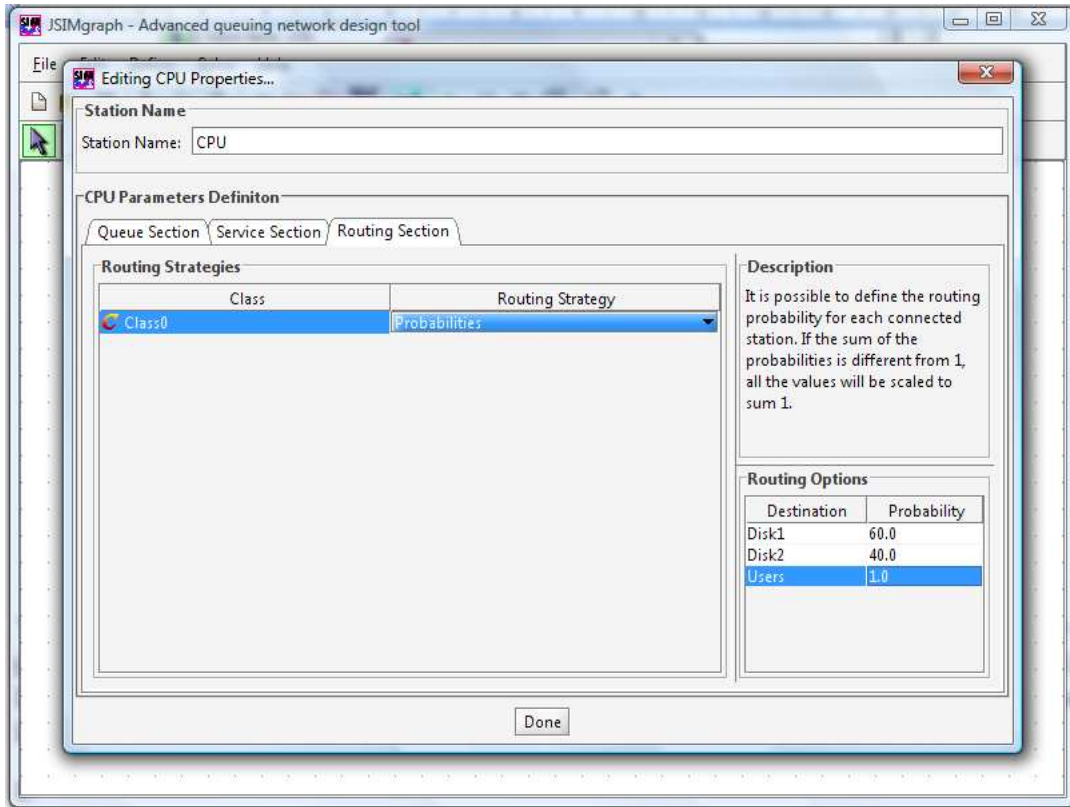 JSIMgraph - Advanced queuing network design tool
File
Editing CPU Properties...
Station Name
Station Name: CPU
CPU Parameters Definiton
Queue Section Service Section Routing Section
Routing Strategies
Class Routing Strategy
Class0 Probabilities
Description
It is possible to define the routing
probability for each connected
station. If the sum of the
probabilities is different from 1,
all the values will be scaled to
sum 1.
Routing Options
Destination Probability
Disk1 60.0
Disk2 40.0
Users 1.0
Done